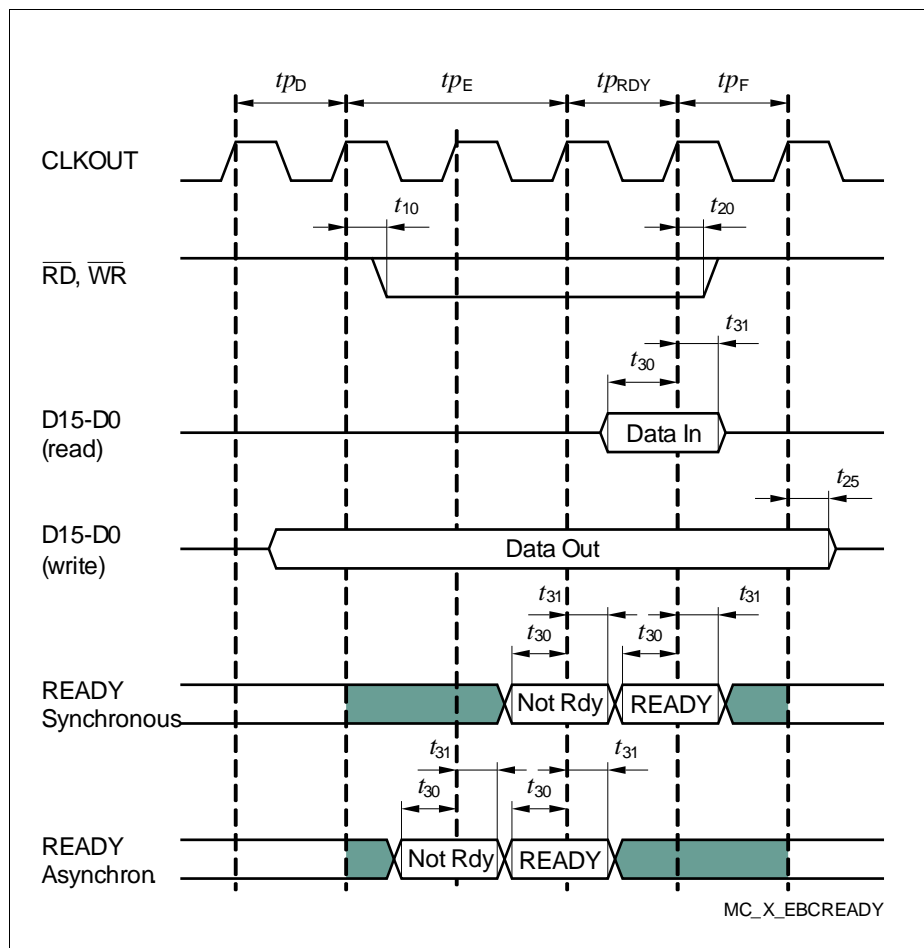 tpD tpE tpRDY tpF
CLKOUT
t10 t20
RD, WR
t31
t30
D15-D0
(read)
Data In
t25
D15-D0
(write)
Data Out
t31 t31
t30 t30
READY
Synchronous
Not Rdy READY
t31 t31
t30 t30
READY
Asynchron.
Not Rdy READY
MC_X_EBCREADY